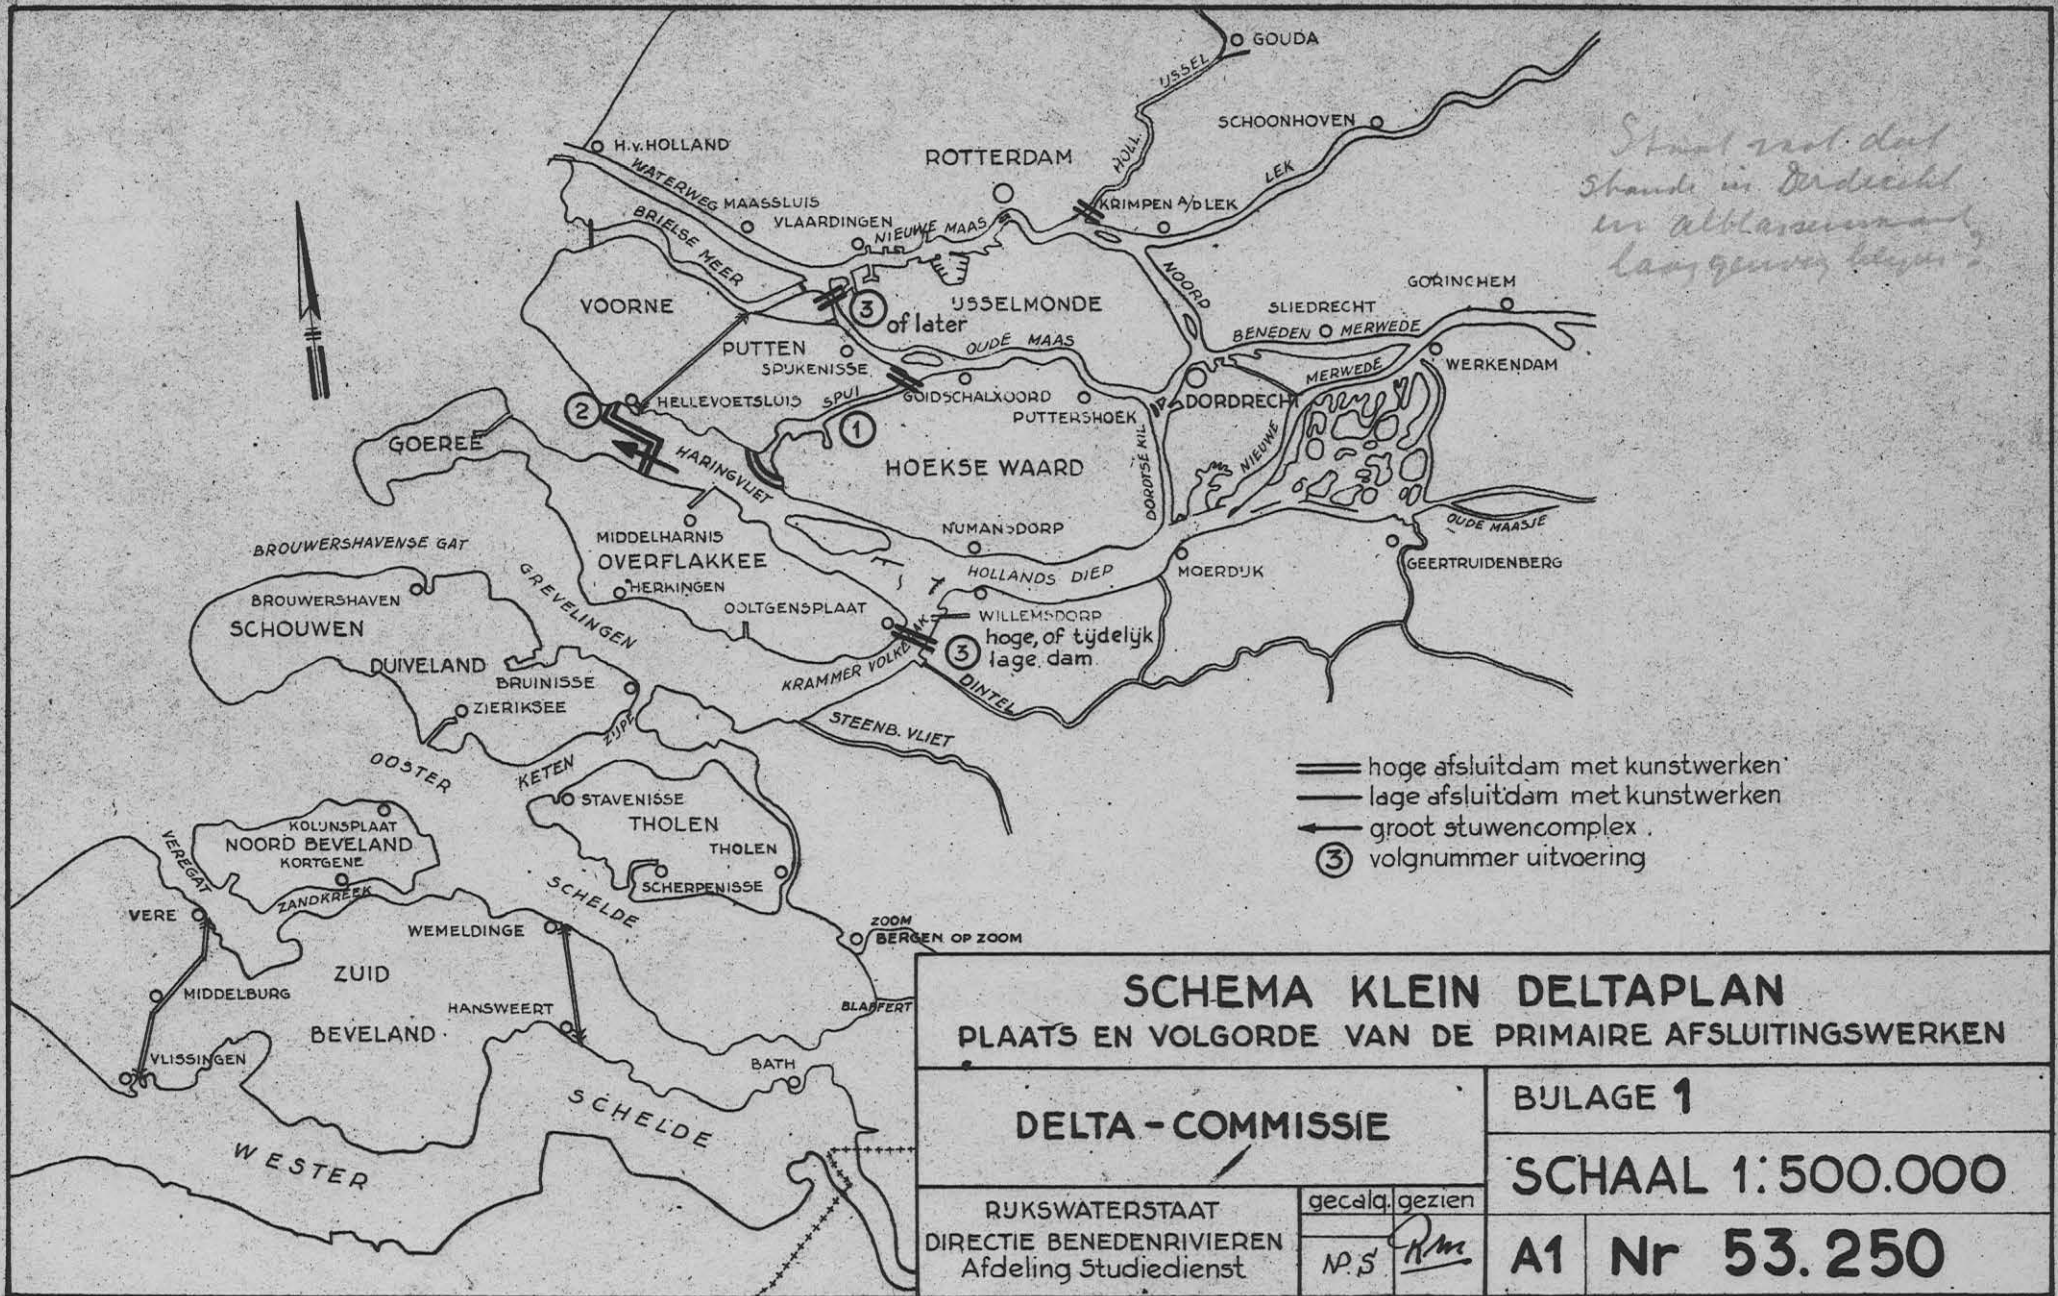 GOUDA
HOLL. IJSSEL
SCHOONHOVEN
LEK
H.v.HOLLAND
ROTTERDAM
WATERWEG
MAASSLUIS
VLAARDINGEN
NIEUWE MAAS
KRIMPEN A/D LEK
BRIELSE MEER
NOORD
GORINCHEM
SLIEDRECHT
VOORNE
3
of later
IJSSELMONDE
BENEDEN MERWEDE
OUDE MAAS
PUTTEN
SPIJKENISSE
WERKENDAM
MERWEDE
HELLEVOETSLUIS
SPUI
GOIDSCHALXOORD
PUTTERSHOEK
DORDRECHT
2
1
GOEREE
HARINGVLIET
HOEKSE WAARD
DORDTSE KIL
NIEUWE
MIDDELHARNIS
NUMANSDORP
OUDE MAASJE
BROUWERSHAVENSE GAT
OVERFLAKKEE
HOLLANDS DIEP
MOERDIJK
GEERTRUIDENBERG
HERKINGEN
GREVELINGEN
BROUWERSHAVEN
SCHOUWEN
OOLTGENSPLAAT
WILLEMSDORP
3 hoge, of tijdelijk
lage dam
DUIVELAND
BRUINISSE
KRAMMER VOLKERAK
DINTEL
ZIERIKSEE
ZIJPE
STEENB. VLIET
OOSTER
KETEN
STAVENISSE
THOLEN
THOLEN
SCHERPENISSE
hoge afsluitdam met kunstwerken
lage afsluitdam met kunstwerken
groot stuwencomplex.
3 volgnummer uitvoering
KOLIJNSPLAAT
NOORD BEVELAND
KORTGENE
VEREGAT
ZANDKREEK
SCHELDE
VERE
WEMELDINGE
ZOOM
BERGEN OP ZOOM
ZUID
MIDDELBURG
HANSWEERT
BLAFFERT
BEVELAND
VLISSINGEN
BATH
SCHELDE
WESTER
SCHEMA KLEIN DELTAPLAN
PLAATS EN VOLGORDE VAN DE PRIMAIRE AFSLUITINGSWERKEN
DELTA-COMMISSIE
BIJLAGE 1
SCHAAL 1:500.000
RIJKSWATERSTAAT
DIRECTIE BENEDENRIVIEREN
Afdeling Studiedienst
gecalq. gezien
N.S
A1 Nr 53.250